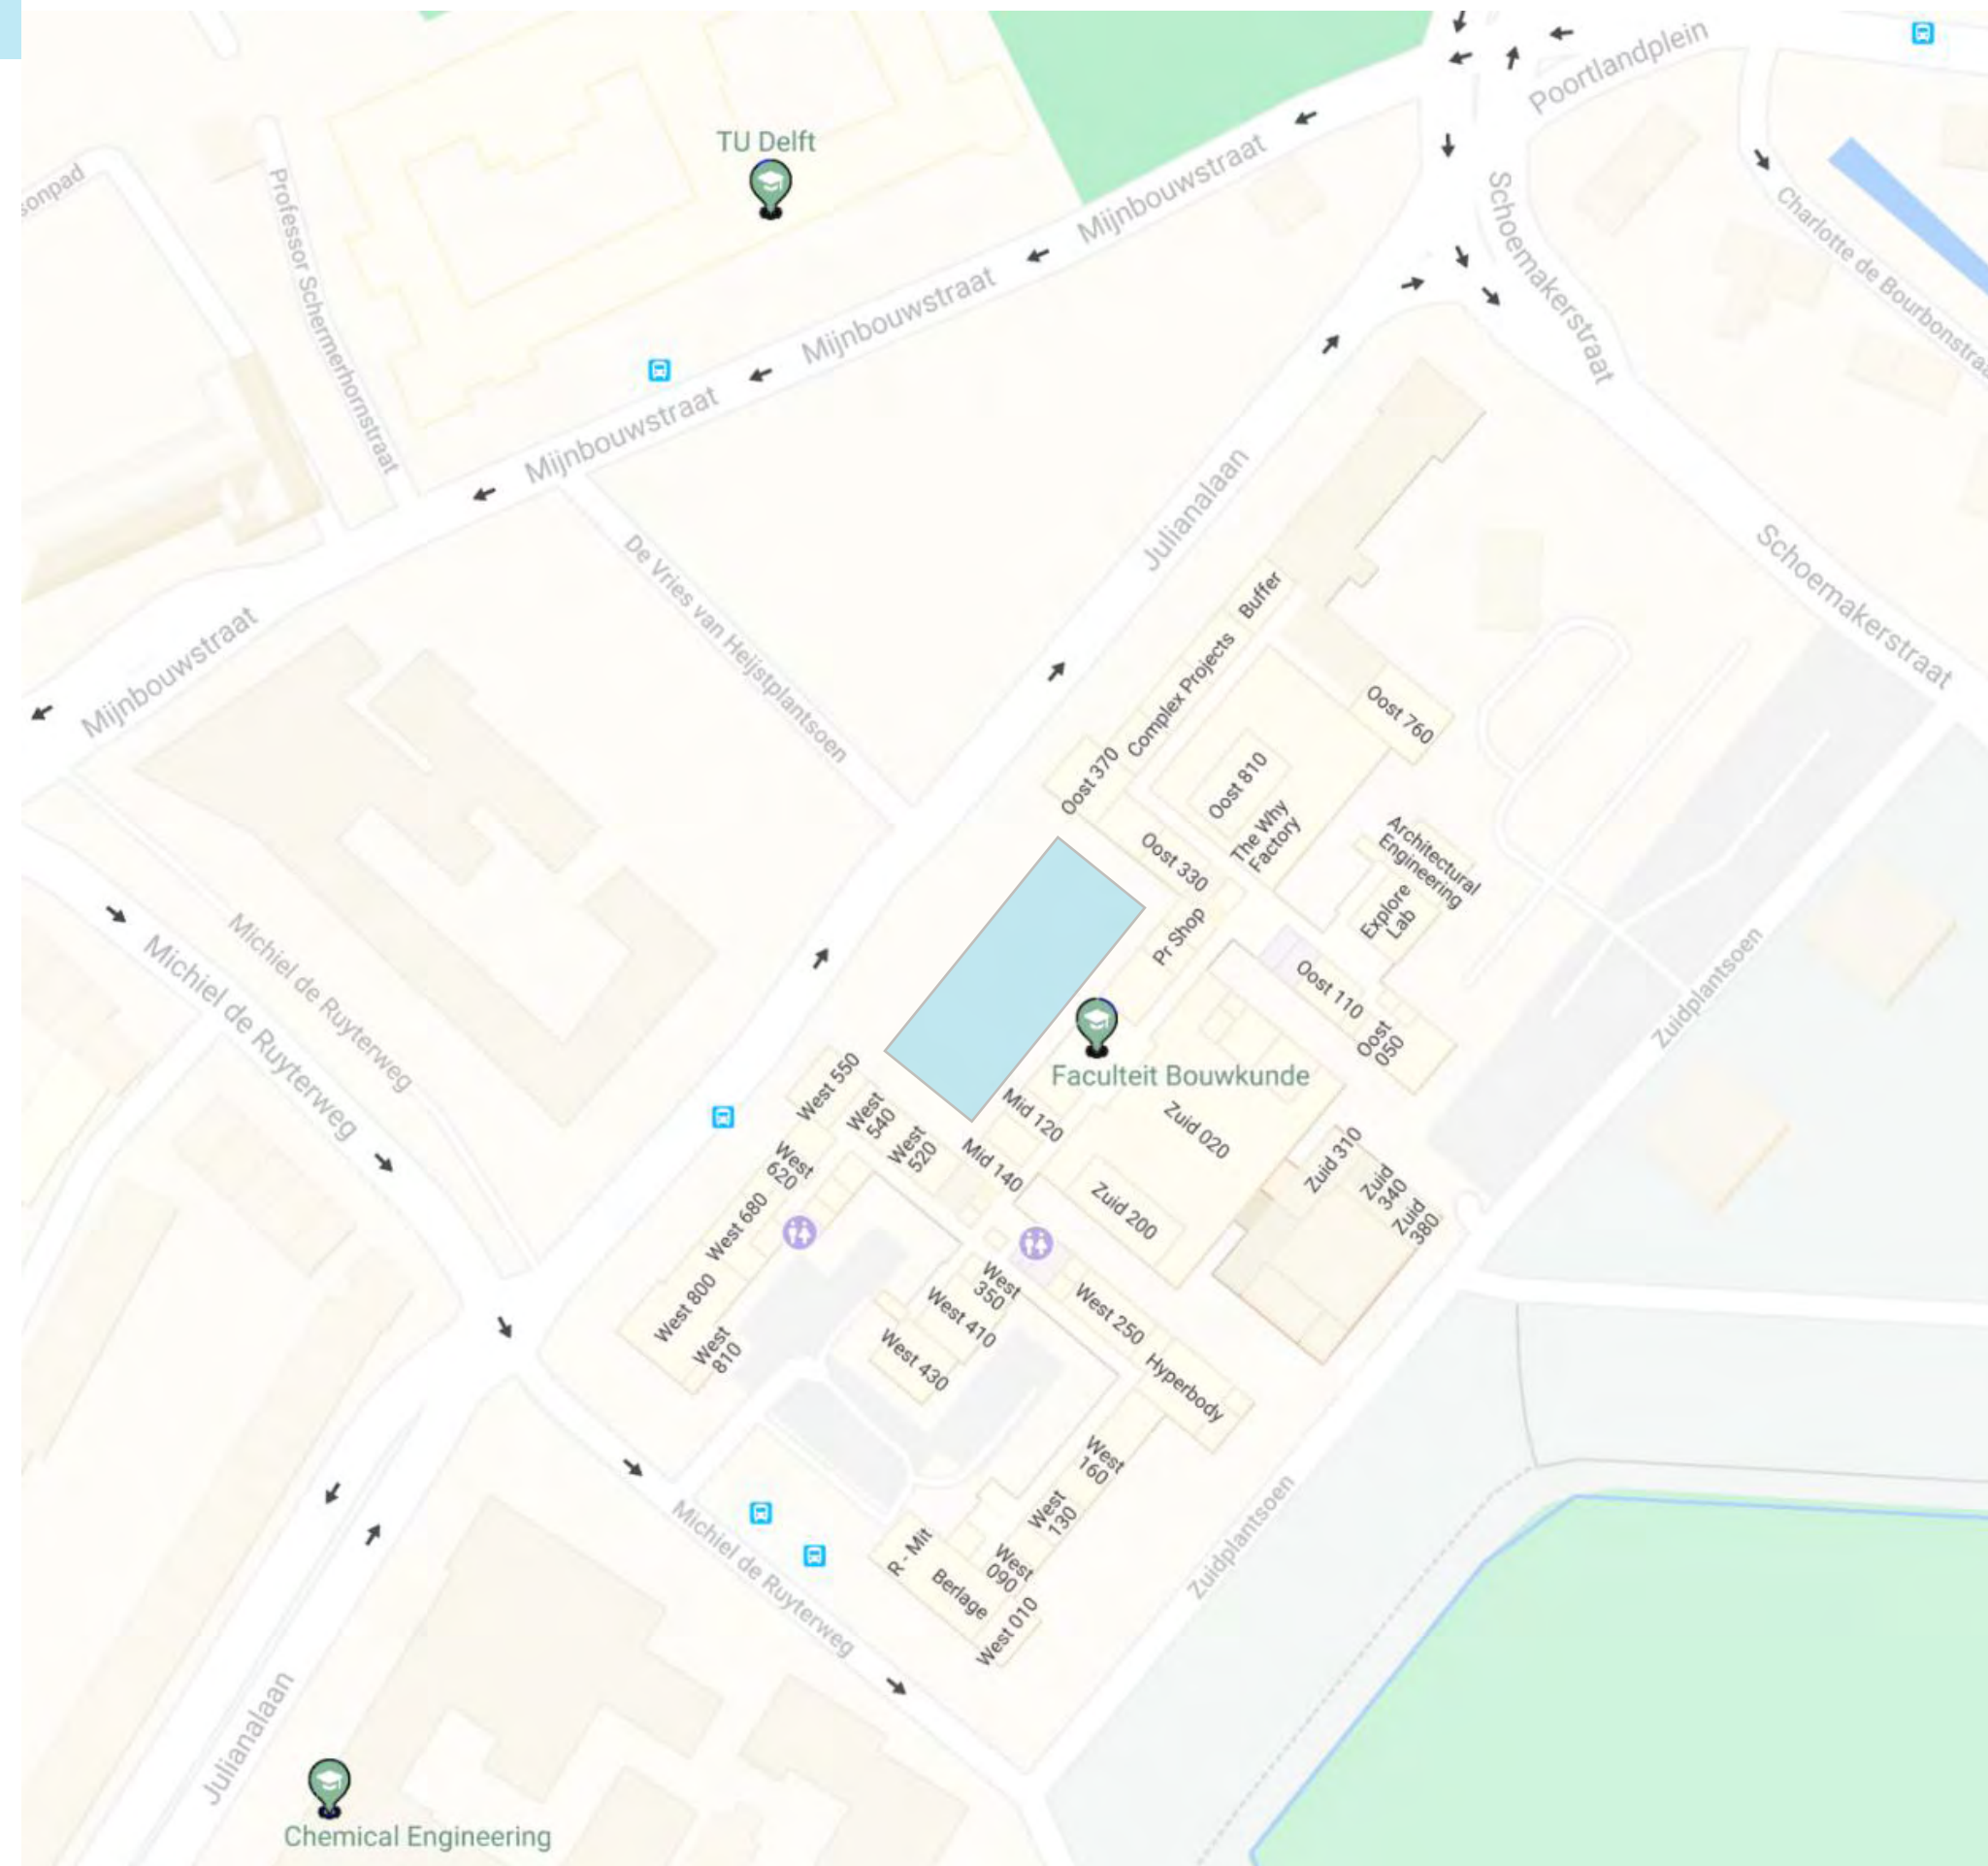 Poortlandplein
TU Delft
Mijnbouwstraat
sonpad
Professor Schermerhornstraat
Schoemakerstraat
Charlotte de Bourbonstraa
Mijnbouwstraat
Mijnbouwstraat
Julianalaan
De Vries van Heijstplantsoen
Schoemakerstraat
Buffer
Mijnbouwstraat
Complex Projects
Oost 760
Oost 370
Oost 810
The Why
Factory
Oost 330
Architectural
Engineering
Explore
Lab
Pr Shop
Michiel de Ruyterweg
Michiel de Ruyterweg
Oost 110
Oost
050
Zuidplantsoen
Faculteit Bouwkunde
West 550
West
540
West
520
Mid 120
Mid 140
Zuid 020
Zuid 310
Zuid
340
Zuid
380
West
620
West 680
Zuid 200
West 800
West
810
West
350
West 410
West 430
West 250
Hyperbody
West
160
West
130
West
090
R - Mit
Berlage
West 010
Zuidplantsoen
Michiel de Ruyterweg
Julianalaan
Chemical Engineering